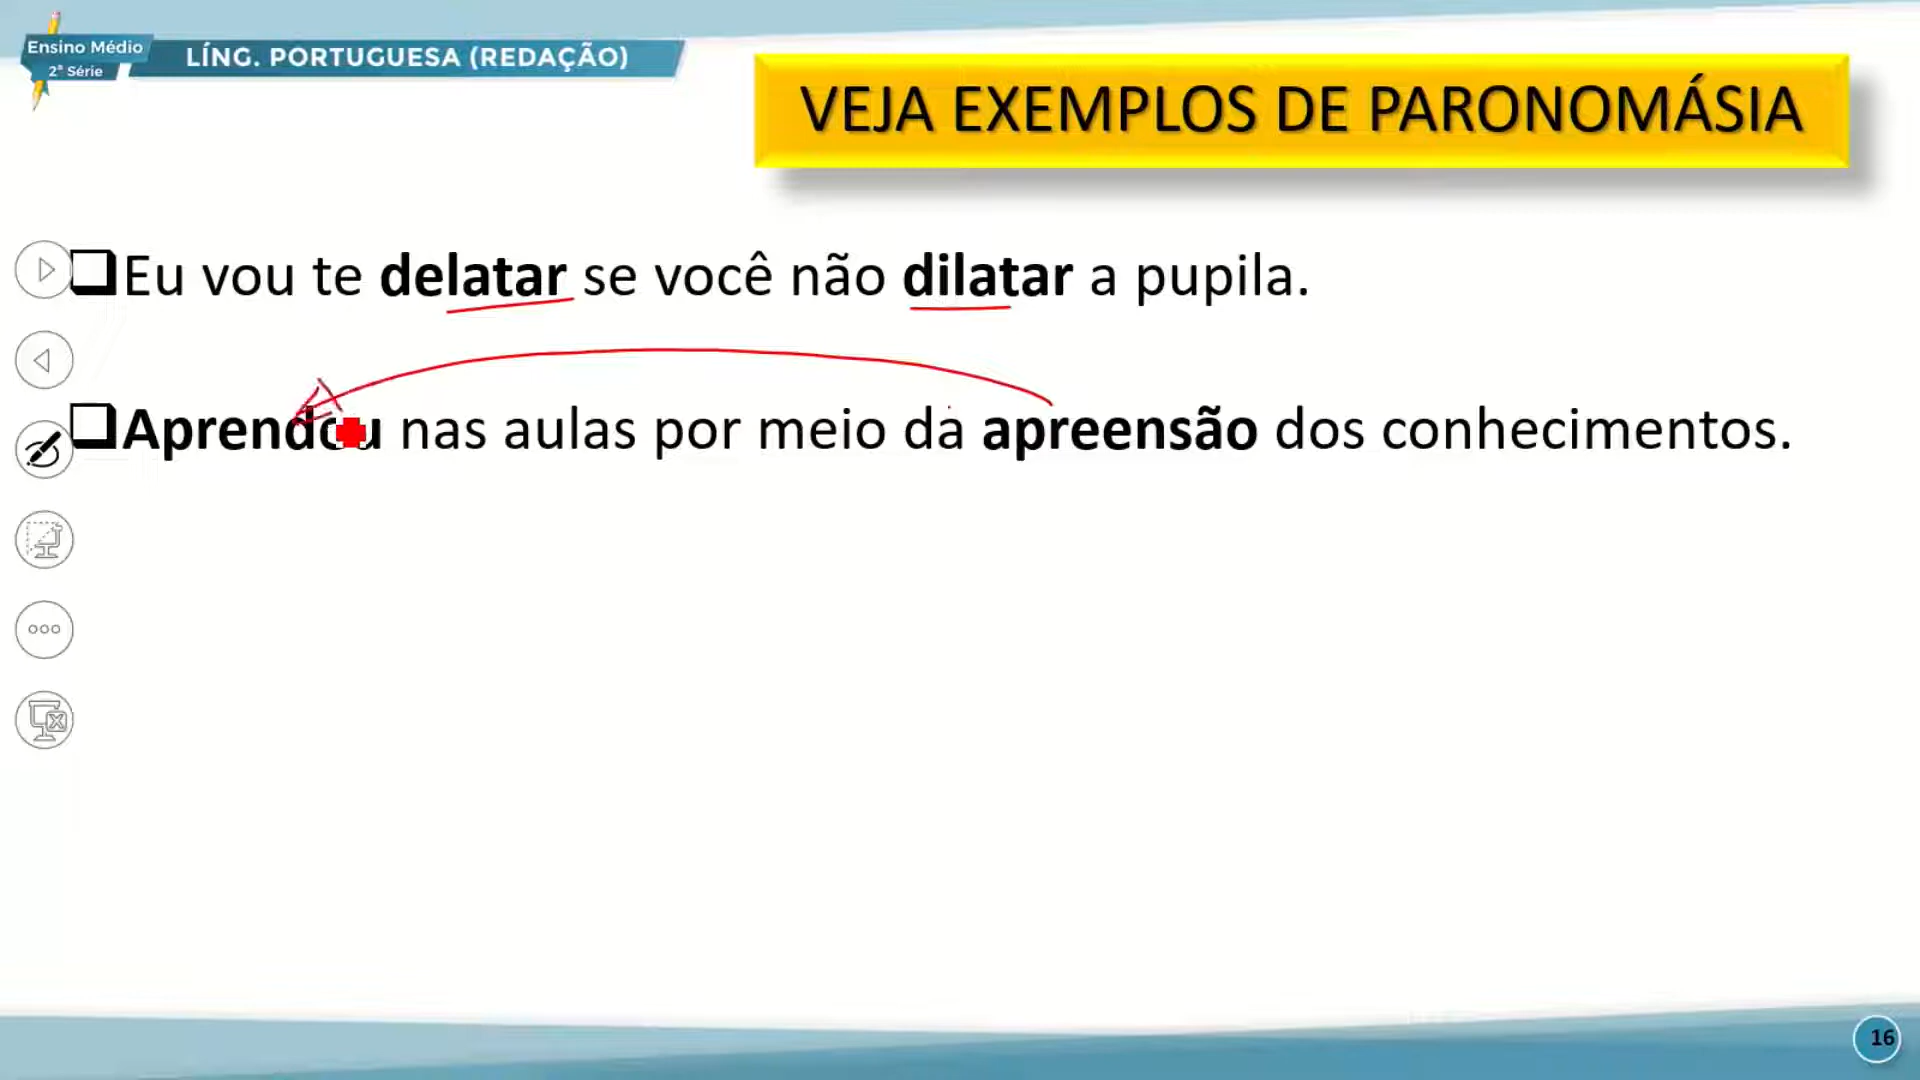 Ensino Médio
2ª Série
LÍNG. PORTUGUESA (REDAÇÃO)
VEJA EXEMPLOS DE PARONOMÁSIA
Eu vou te delatar se você não dilatar a pupila.
Aprendeu nas aulas por meio da apreensão dos conhecimentos.
16